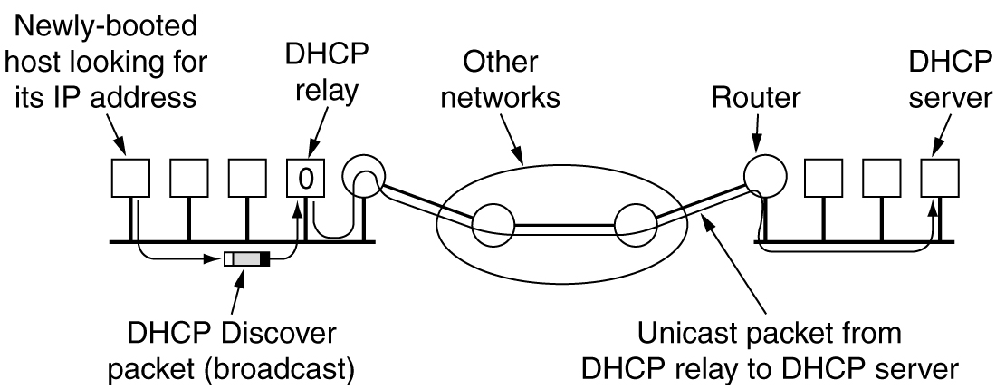 Newly-booted
host looking for
its IP address
DHCP
relay
Other
networks
Router
DHCP
server
0
DHCP Discover
packet (broadcast)
Unicast packet from
DHCP relay to DHCP server